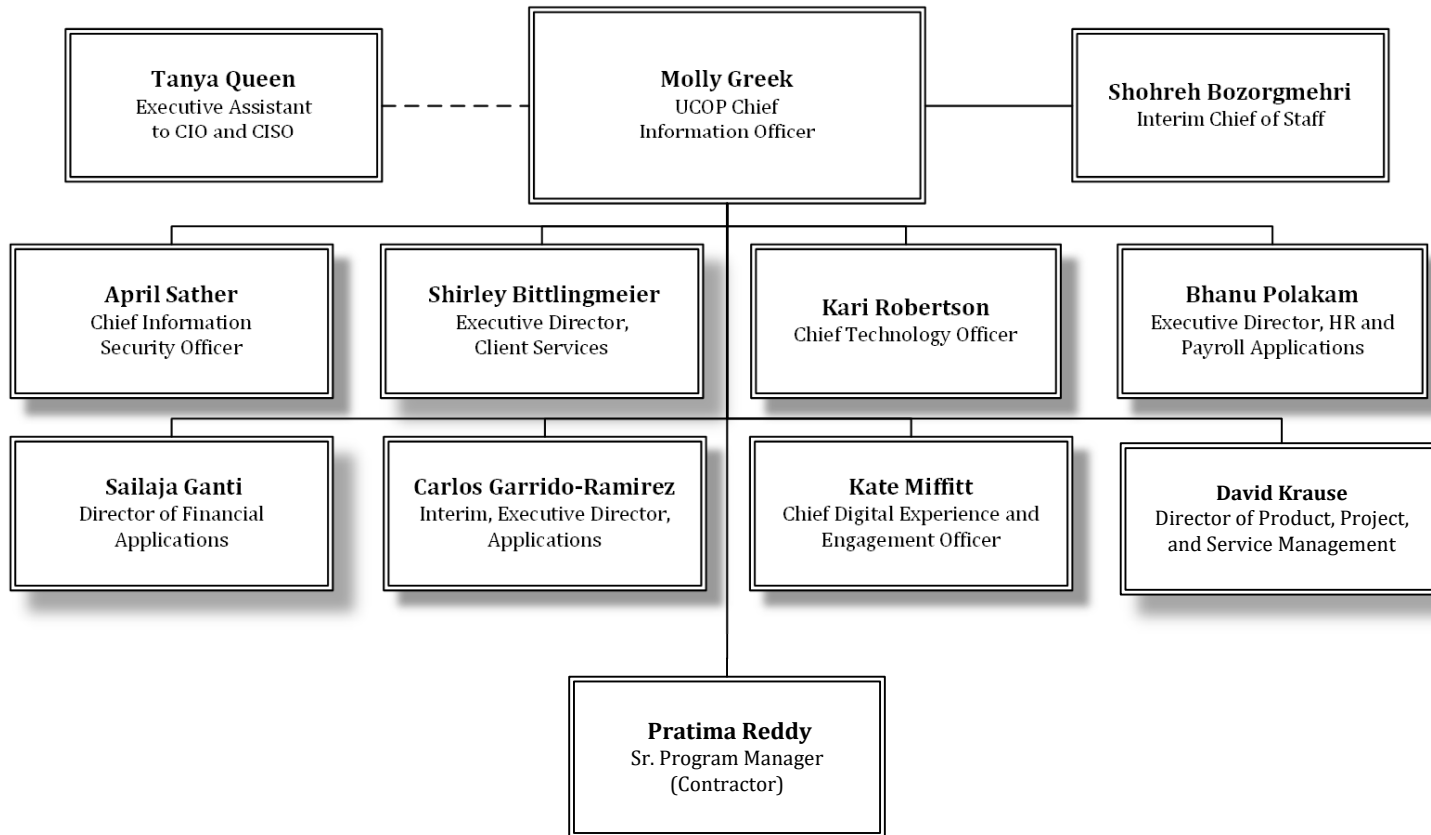 Tanya Queen
Executive Assistant
to CIO and CISO
Molly Greek
UCOP Chief
Information Officer
Shohreh Bozorgmehri
Interim Chief of Staff
April Sather
Chief Information
Security Officer
Shirley Bittlingmeier
Executive Director,
Client Services
Kari Robertson
Chief Technology Officer
Bhanu Polakam
Executive Director, HR and
Payroll Applications
Sailaja Ganti
Director of Financial
Applications
Carlos Garrido-Ramirez
Interim, Executive Director,
Applications
Kate Miffitt
Chief Digital Experience and
Engagement Officer
David Krause
Director of Product, Project,
and Service Management
Pratima Reddy
Sr. Program Manager
(Contractor)